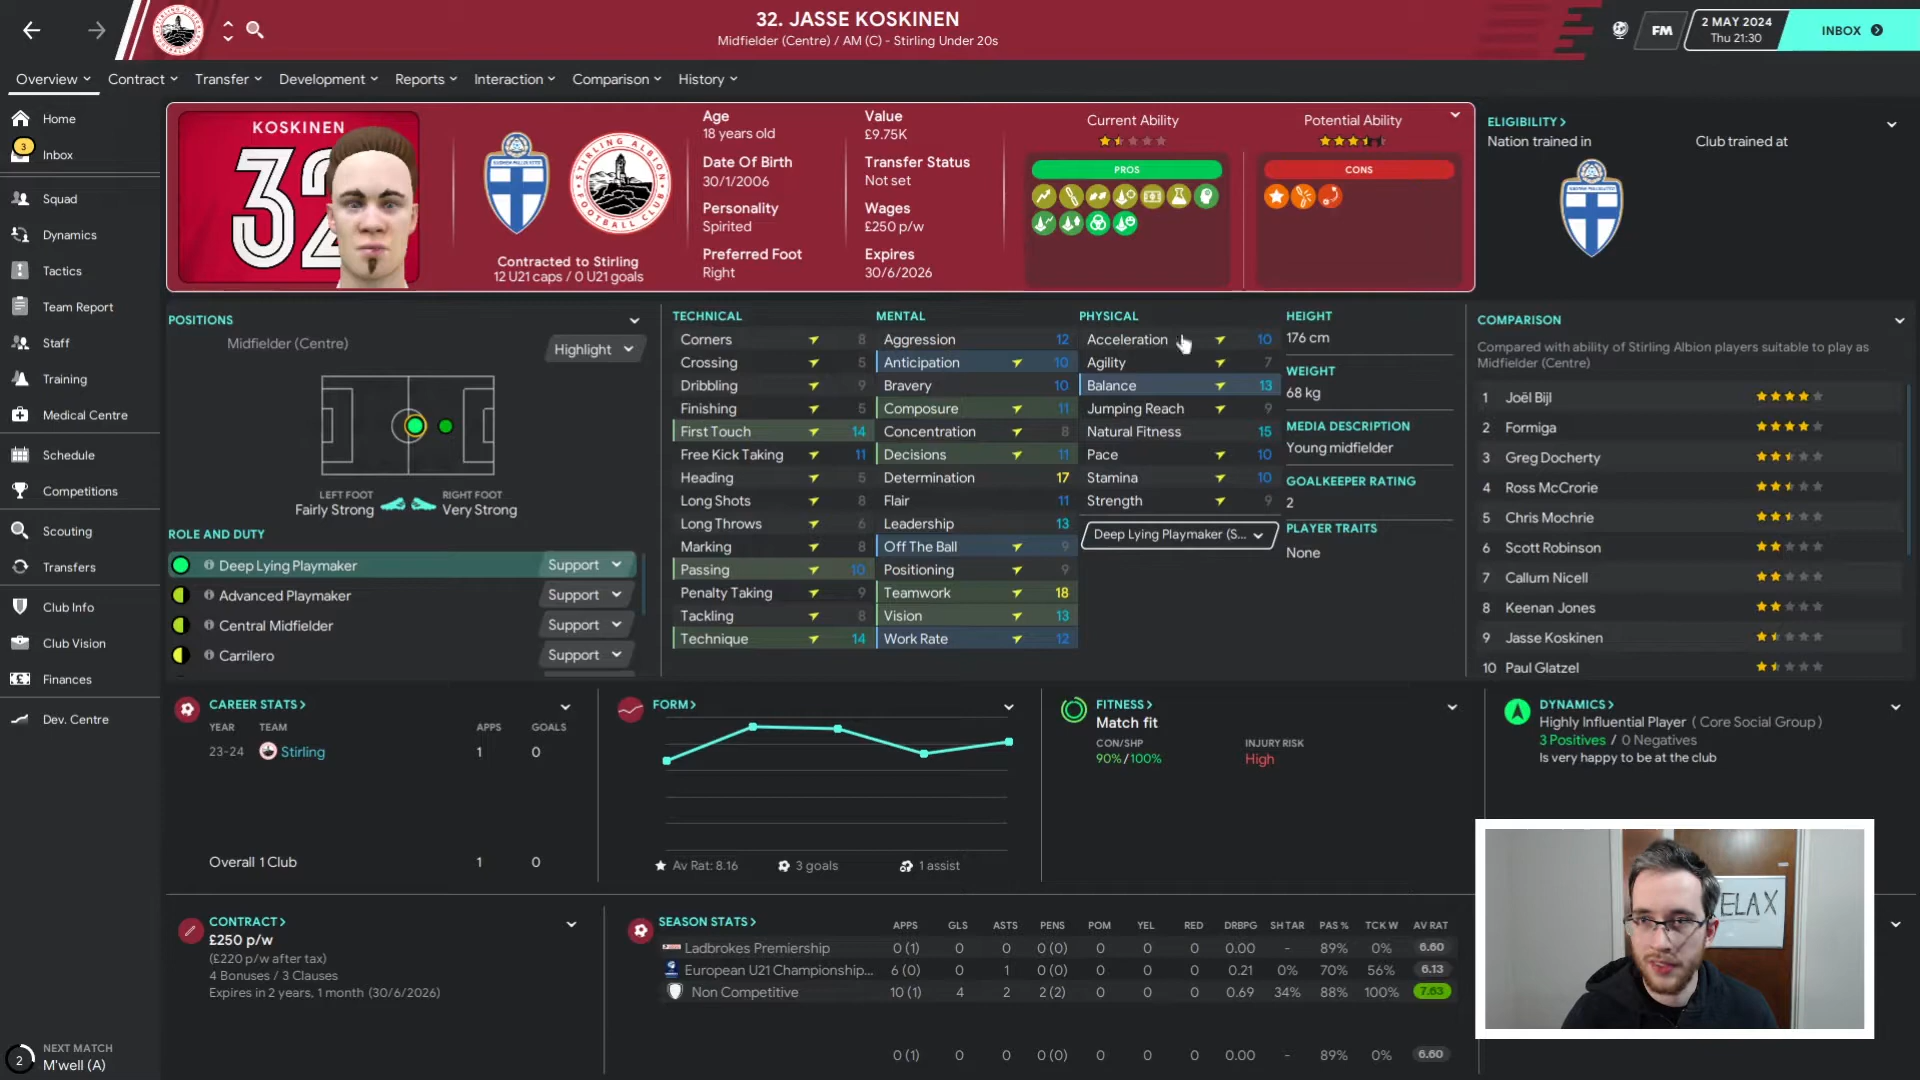 32. JASSE KOSKINEN
Midfielder (Centre) / AM (C) - Stirling Under 20s
FM
2 MAY 2024
Thu 21:30
INBOX
Overview
Contract
Transfer
Development
Reports
Interaction
Comparison
History
Home
3
Inbox
Squad
Dynamics
Tactics
Team Report
Staff
Training
Medical Centre
Schedule
Competitions
Scouting
Transfers
Club Info
Club Vision
Finances
Dev. Centre
2
NEXT MATCH
M'well (A)
KOSKINEN
32
STIRLING ALBION
FOOTBALL CLUB
Contracted to Stirling
12 U21 caps / 0 U21 goals
Age
18 years old
Date Of Birth
30/1/2006
Personality
Spirited
Preferred Foot
Right
Value
£9.75K
Transfer Status
Not set
Wages
£250 p/w
Expires
30/6/2026
Current Ability
PROS
Potential Ability
CONS
ELIGIBILITY >
Nation trained in
Club trained at
POSITIONS
Midfielder (Centre)
Highlight
LEFT FOOT
Fairly Strong
RIGHT FOOT
Very Strong
ROLE AND DUTY
Deep Lying Playmaker Support
Advanced Playmaker Support
Central Midfielder Support
Carrilero Support
TECHNICAL
Corners 8
Crossing 5
Dribbling 9
Finishing 5
First Touch 14
Free Kick Taking 11
Heading 5
Long Shots 8
Long Throws 6
Marking 8
Passing 10
Penalty Taking 9
Tackling 8
Technique 14
MENTAL
Aggression 12
Anticipation 10
Bravery 10
Composure 11
Concentration 8
Decisions 11
Determination 17
Flair 11
Leadership 13
Off The Ball 9
Positioning 9
Teamwork 18
Vision 13
Work Rate 12
PHYSICAL
Acceleration 10
Agility 7
Balance 13
Jumping Reach 9
Natural Fitness 15
Pace 10
Stamina 10
Strength 9
Deep Lying Playmaker (S...
HEIGHT
176 cm
WEIGHT
68 kg
MEDIA DESCRIPTION
Young midfielder
GOALKEEPER RATING
2
PLAYER TRAITS
None
COMPARISON
Compared with ability of Stirling Albion players suitable to play as
Midfielder (Centre)
1 Joël Bijl
2 Formiga
3 Greg Docherty
4 Ross McCrorie
5 Chris Mochrie
6 Scott Robinson
7 Callum Nicell
8 Keenan Jones
9 Jasse Koskinen
10 Paul Glatzel
CAREER STATS >
YEAR TEAM APPS GOALS
23-24 Stirling 1 0
Overall 1 Club 1 0
FORM >
Av Rat: 8.16
3 goals
1 assist
FITNESS >
Match fit
CON/SHP
90% / 100%
INJURY RISK
High
DYNAMICS >
Highly Influential Player ( Core Social Group )
3 Positives / 0 Negatives
Is very happy to be at the club
CONTRACT >
£250 p/w
(£220 p/w after tax)
4 Bonuses / 3 Clauses
Expires in 2 years, 1 month (30/6/2026)
SEASON STATS > APPS GLS ASTS PENS POM YEL RED DRBPG SH TAR PAS % TCK W AV RAT
Ladbrokes Premiership 0 (1) 0 0 0 (0) 0 0 0 0.00 - 89% 0% 6.60
European U21 Championship... 6 (0) 0 1 0 (0) 0 0 0 0.21 0% 70% 56% 6.13
Non Competitive 10 (1) 4 2 2 (2) 0 0 0 0.69 34% 88% 100% 7.63
0 (1) 0 0 0 (0) 0 0 0 0.00 - 89% 0% 6.60
RELAX